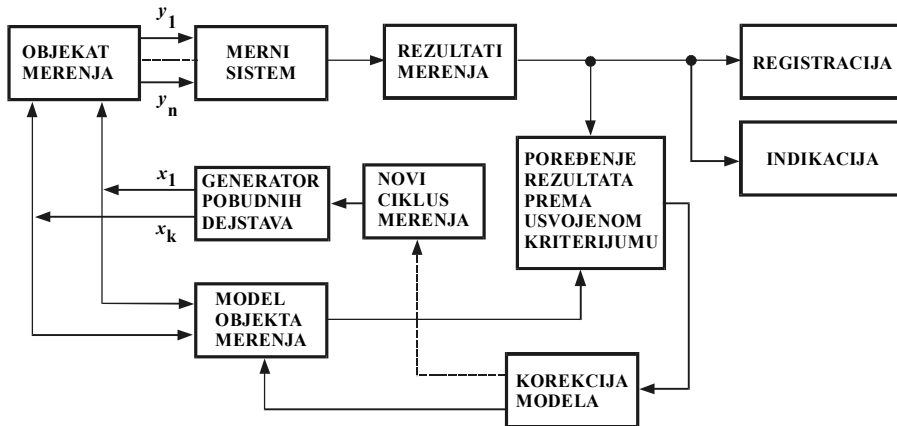 y1
OBJEKAT
MERENJA
yn
MERNI
SISTEM
REZULTATI
MERENJA
REGISTRACIJA
INDIKACIJA
x1
xk
GENERATOR
POBUDNIH
DEJSTAVA
NOVI
CIKLUS
MERENJA
POREĐENJE
REZULTATA
PREMA
USVOJENOM
KRITERIJUMU
MODEL
OBJEKTA
MERENJA
KOREKCIJA
MODELA